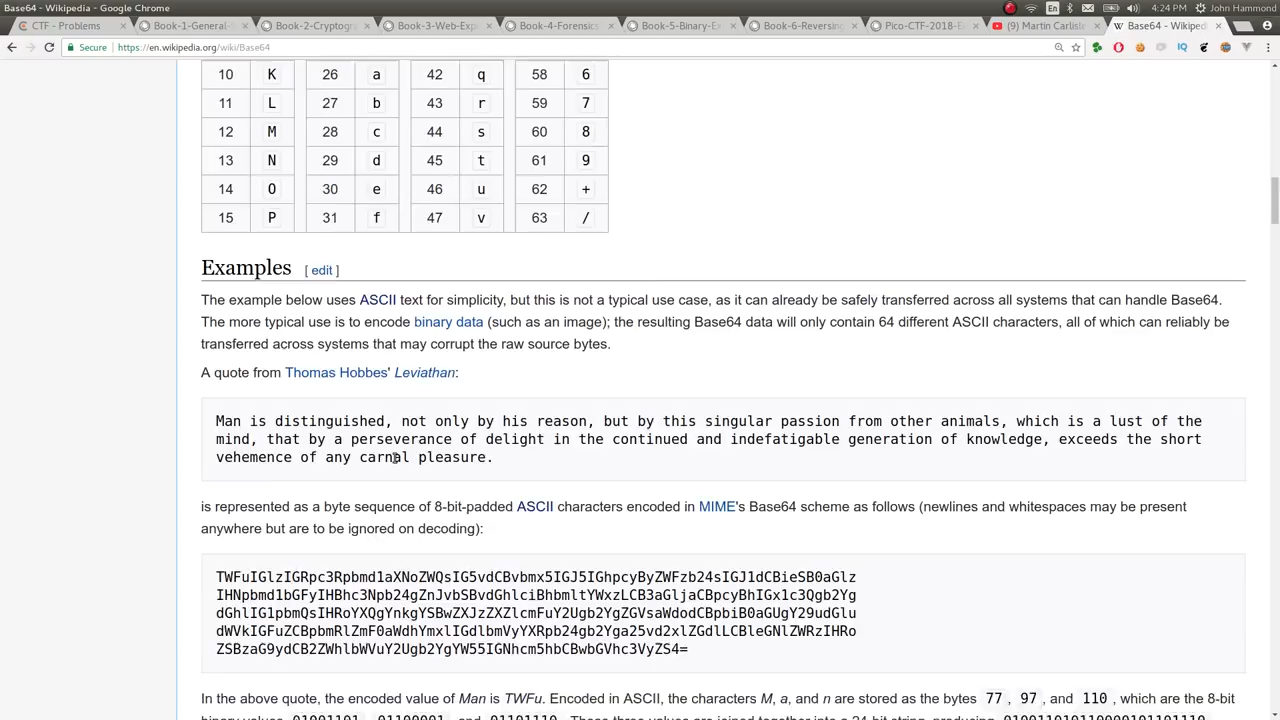 Base64 - Wikipedia - Google Chrome
En
4:24 PM
John Hammond
CTF - Problems
Book-1-General-
Book-2-Cryptogra
Book-3-Web-Exp
Book-4-Forensics
Book-5-Binary-E
Book-6-Reversin
Pico-CTF-2018-E
(9) Martin Carlisle
Base64 - Wikiped
Secure
https://en.wikipedia.org/wiki/Base64
10 K 26 a 42 q 58 6
11 L 27 b 43 r 59 7
12 M 28 c 44 s 60 8
13 N 29 d 45 t 61 9
14 O 30 e 46 u 62 +
15 P 31 f 47 v 63 /
Examples [ edit ]
The example below uses ASCII text for simplicity, but this is not a typical use case, as it can already be safely transferred across all systems that can handle Base64.
The more typical use is to encode binary data (such as an image); the resulting Base64 data will only contain 64 different ASCII characters, all of which can reliably be
transferred across systems that may corrupt the raw source bytes.
A quote from Thomas Hobbes' Leviathan:
Man is distinguished, not only by his reason, but by this singular passion from other animals, which is a lust of the
mind, that by a perseverance of delight in the continued and indefatigable generation of knowledge, exceeds the short
vehemence of any carnal pleasure.
is represented as a byte sequence of 8-bit-padded ASCII characters encoded in MIME's Base64 scheme as follows (newlines and whitespaces may be present
anywhere but are to be ignored on decoding):
TWFuIGlzIGRpc3Rpbmd1aXNoZWQsIG5vdCBvbmx5IGJ5IGhpcyByZWFzb24sIGJ1dCBieSB0aGlz
IHNpbmd1bGFyIHBhc3Npb24gZnJvbSBvdGhlciBhbmltYWxzLCB3aGljaCBpcyBhIGx1c3Qgb2Yg
dGhlIG1pbmQsIHRoYXQgYnkgYSBwZXJzZXZlcmFuY2Ugb2YgZGVsaWdodCBpbiB0aGUgY29udGlu
dWVkIGFuZCBpbmRlZmF0aWdhYmxlIGdlbmVyYXRpb24gb2Yga25vd2xlZGdlLCBleGNlZWRzIHRo
ZSBzaG9ydCB2ZWhlbWVuY2Ugb2YgYW55IGNhcm5hbCBwbGVhc3VyZS4=
In the above quote, the encoded value of Man is TWFu. Encoded in ASCII, the characters M, a, and n are stored as the bytes 77 , 97, and 110 , which are the 8-bit